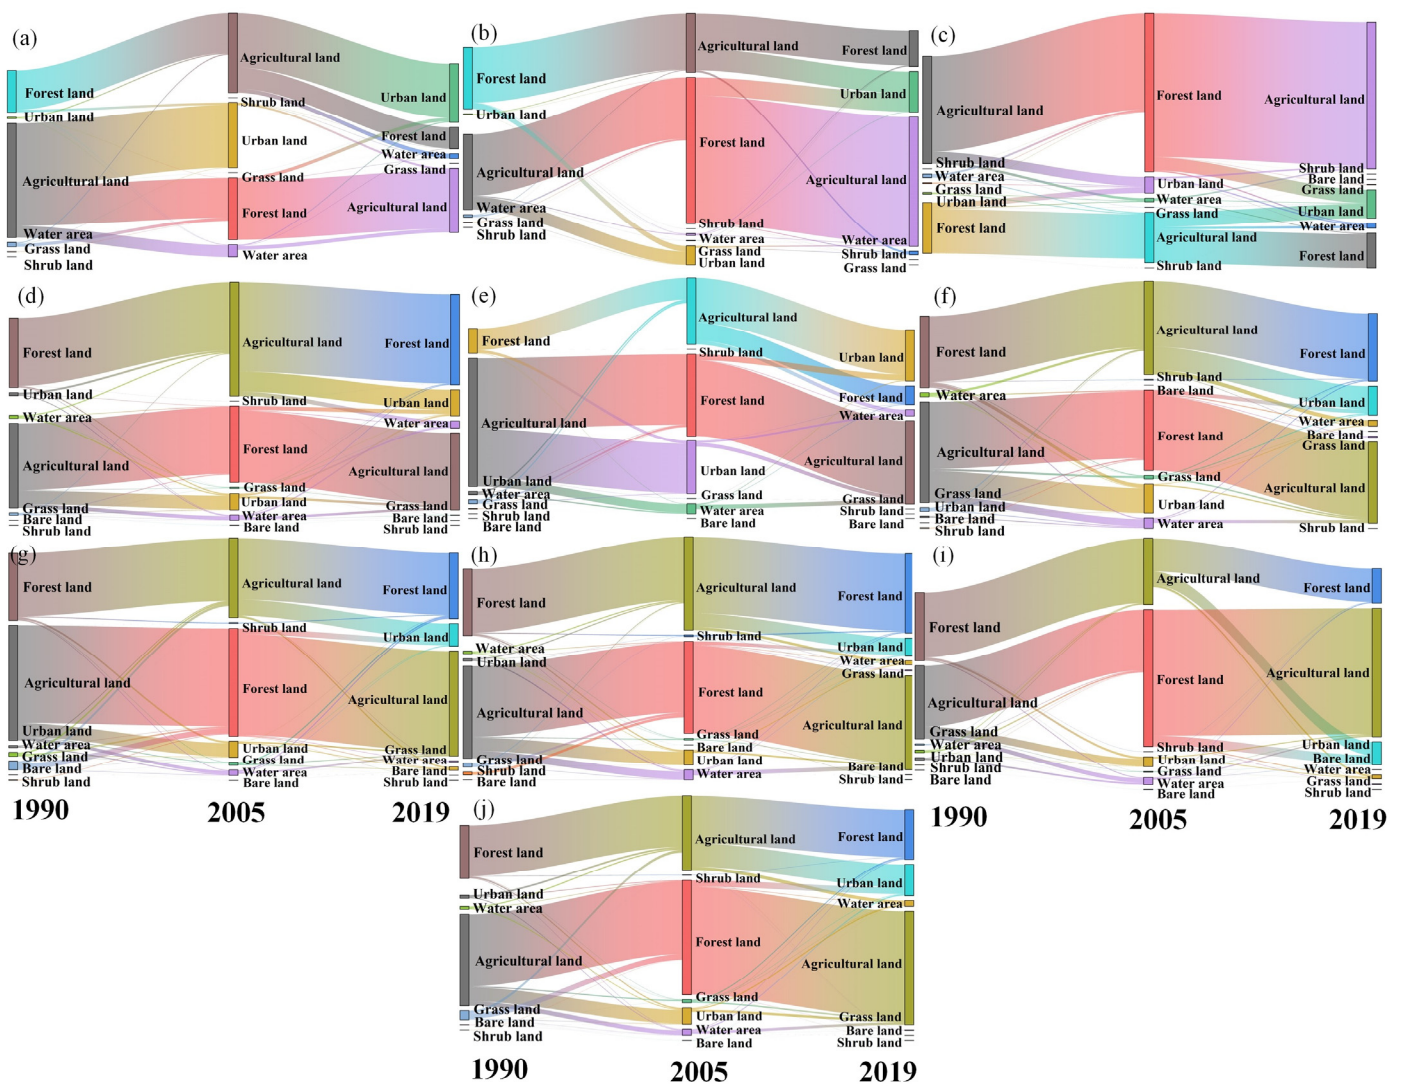 (a)
Forest land
Urban land
Agricultural land
Water area
Grass land
Shrub land
Agricultural land
Shrub land
Urban land
Grass land
Forest land
Water area
Urban land
Forest land
Water area
Grass land
Agricultural land
(b)
Forest land
Urban land
Agricultural land
Water area
Grass land
Shrub land
Agricultural land
Forest land
Shrub land
Water area
Grass land
Urban land
Forest land
Urban land
Agricultural land
Water area
Shrub land
Grass land
(c)
Agricultural land
Shrub land
Water area
Grass land
Urban land
Forest land
Forest land
Urban land
Water area
Grass land
Agricultural land
Shrub land
Agricultural land
Shrub land
Bare land
Grass land
Urban land
Water area
Forest land
(d)
Forest land
Urban land
Water area
Agricultural land
Grass land
Bare land
Shrub land
Agricultural land
Shrub land
Forest land
Grass land
Urban land
Water area
Bare land
Forest land
Urban land
Water area
Agricultural land
Grass land
Bare land
Shrub land
(e)
Forest land
Agricultural land
Urban land
Water area
Grass land
Shrub land
Bare land
Agricultural land
Shrub land
Forest land
Urban land
Grass land
Water area
Bare land
Urban land
Forest land
Water area
Agricultural land
Grass land
Shrub land
Bare land
(f)
Forest land
Water area
Agricultural land
Grass land
Urban land
Bare land
Shrub land
Agricultural land
Shrub land
Bare land
Forest land
Grass land
Urban land
Water area
Forest land
Urban land
Water area
Bare land
Grass land
Agricultural land
Shrub land
(g)
Forest land
Agricultural land
Urban land
Water area
Grass land
Bare land
Shrub land
Agricultural land
Shrub land
Forest land
Urban land
Grass land
Water area
Bare land
Forest land
Urban land
Agricultural land
Grass land
Water area
Bare land
Shrub land
1990
2005
2019
(h)
Forest land
Water area
Urban land
Agricultural land
Grass land
Shrub land
Bare land
Agricultural land
Shrub land
Forest land
Grass land
Bare land
Urban land
Water area
Forest land
Urban land
Water area
Grass land
Agricultural land
Bare land
Shrub land
(i)
Forest land
Agricultural land
Grass land
Water area
Urban land
Shrub land
Bare land
Agricultural land
Forest land
Shrub land
Urban land
Grass land
Water area
Bare land
Forest land
Agricultural land
Urban land
Bare land
Water area
Grass land
Shrub land
1990
2005
2019
(j)
Forest land
Urban land
Water area
Agricultural land
Grass land
Bare land
Shrub land
Agricultural land
Shrub land
Forest land
Grass land
Urban land
Water area
Bare land
Forest land
Urban land
Water area
Agricultural land
Grass land
Bare land
Shrub land
1990
2005
2019